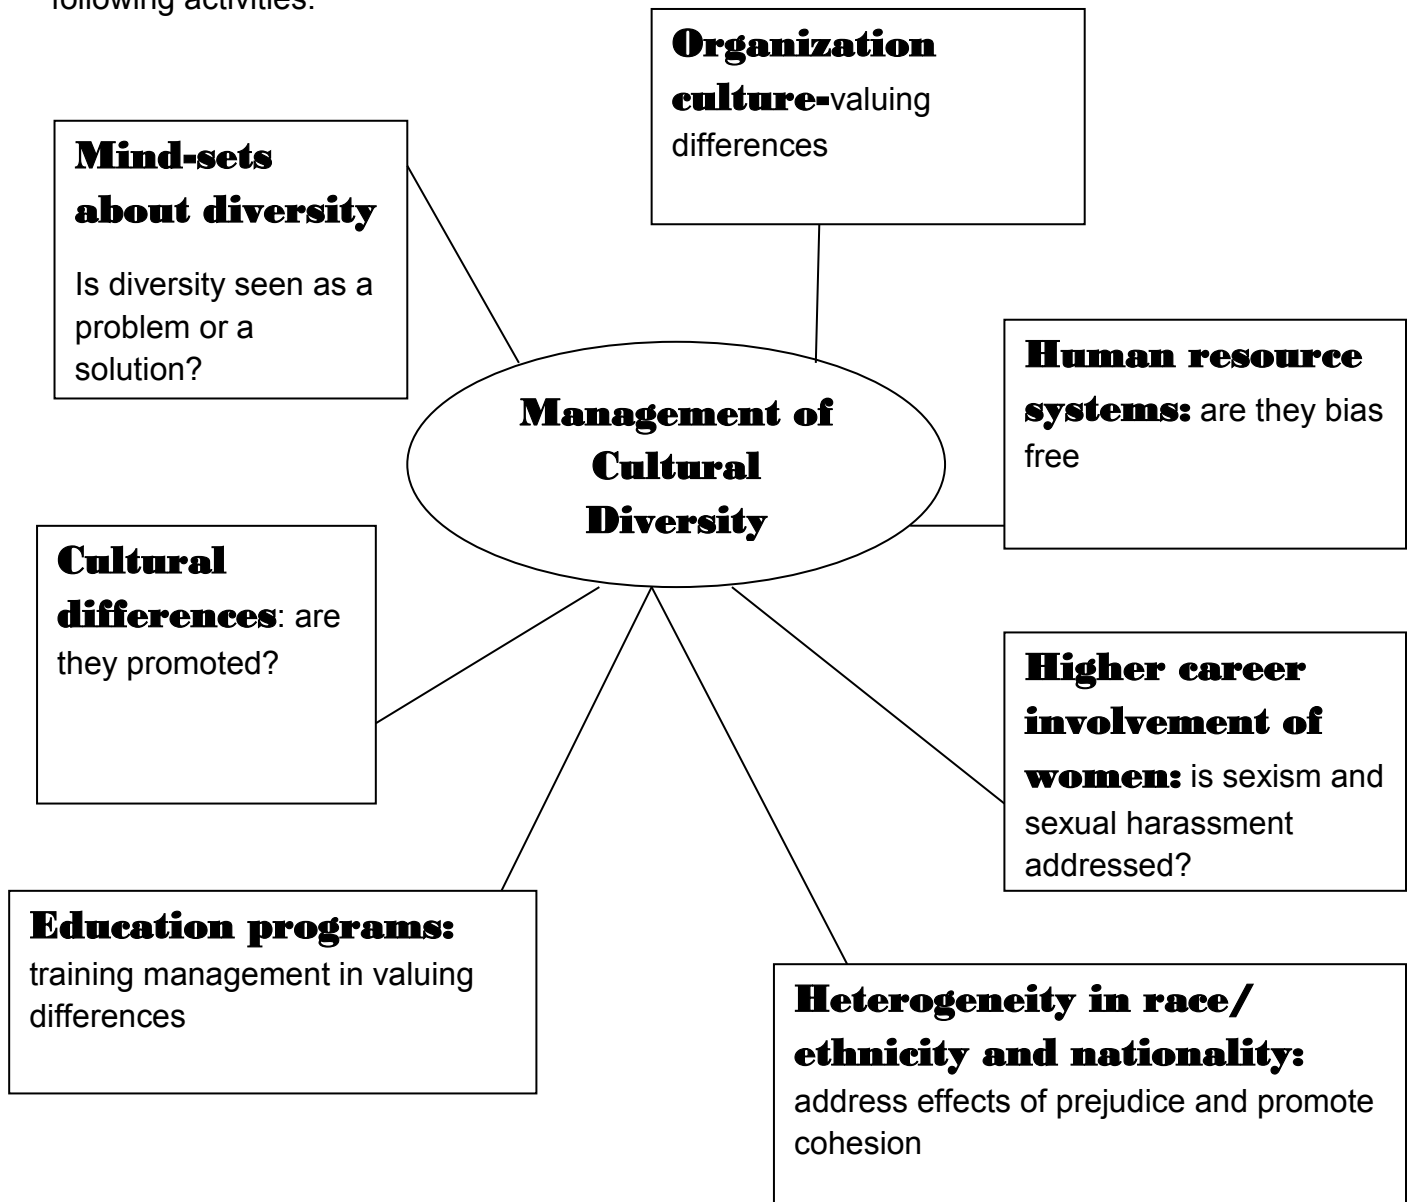 following activities:
Organization
culture-valuing
differences
Mind-sets
about diversity
Is diversity seen as a
problem or a
solution?
Human resource
systems: are they bias
free
Management of
Cultural
Diversity
Cultural
differences: are
they promoted?
Higher career
involvement of
women: is sexism and
sexual harassment
addressed?
Education programs:
training management in valuing
differences
Heterogeneity in race/
ethnicity and nationality:
address effects of prejudice and promote
cohesion